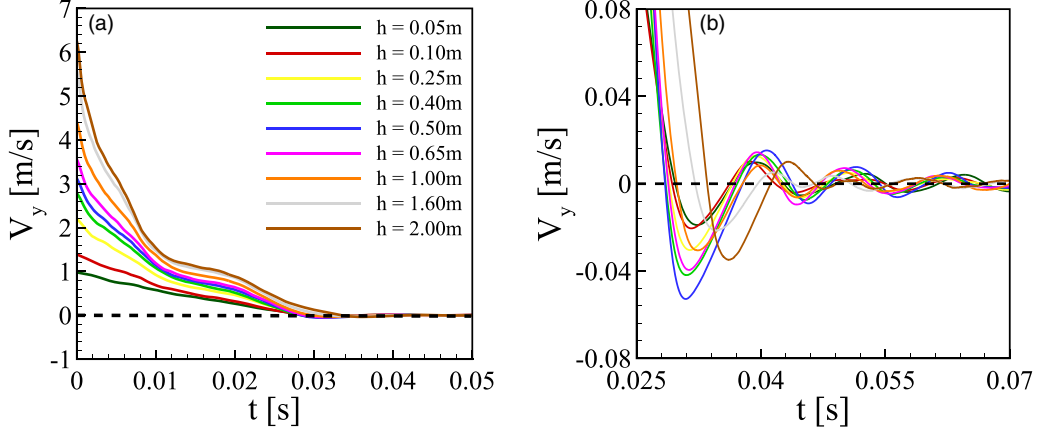 (a)
h = 0.05m
h = 0.10m
h = 0.25m
h = 0.40m
h = 0.50m
h = 0.65m
h = 1.00m
h = 1.60m
h = 2.00m
7
6
5
4
3
2
1
0
-1
V_y [m/s]
0
0.01
0.02
0.03
0.04
0.05
t [s]
(b)
0.08
0.04
0
-0.04
-0.08
V_y [m/s]
0.025
0.04
0.055
0.07
t [s]